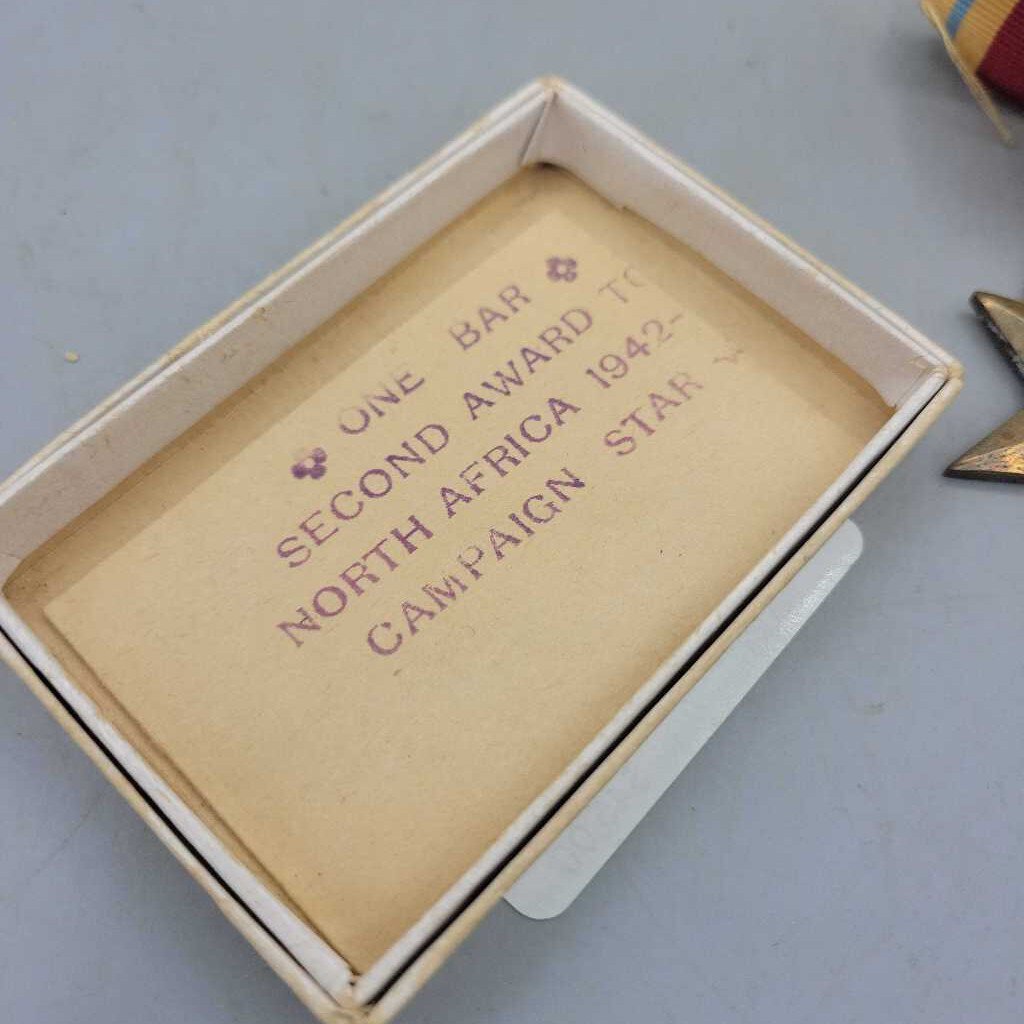 ONE BAR
SECOND AWARD TO
NORTH AFRICA 1942-
CAMPAIGN STAR